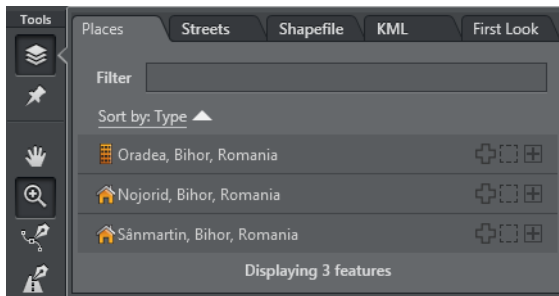 Tools
Places Streets Shapefile KML First Look
Filter
Sort by: Type
Oradea, Bihor, Romania
Nojorid, Bihor, Romania
Sânmartin, Bihor, Romania
Displaying 3 features